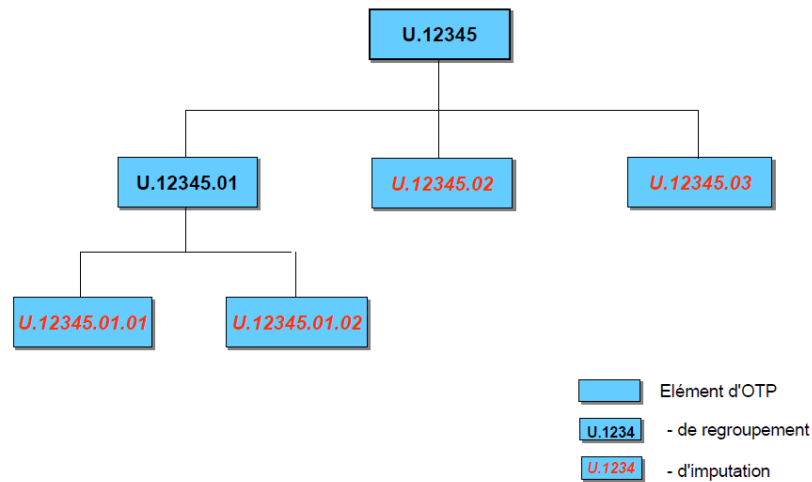 U.12345
U.12345.01
U.12345.02
U.12345.03
U.12345.01.01
U.12345.01.02
Elément d'OTP
U.1234 - de regroupement
U.1234 - d'imputation